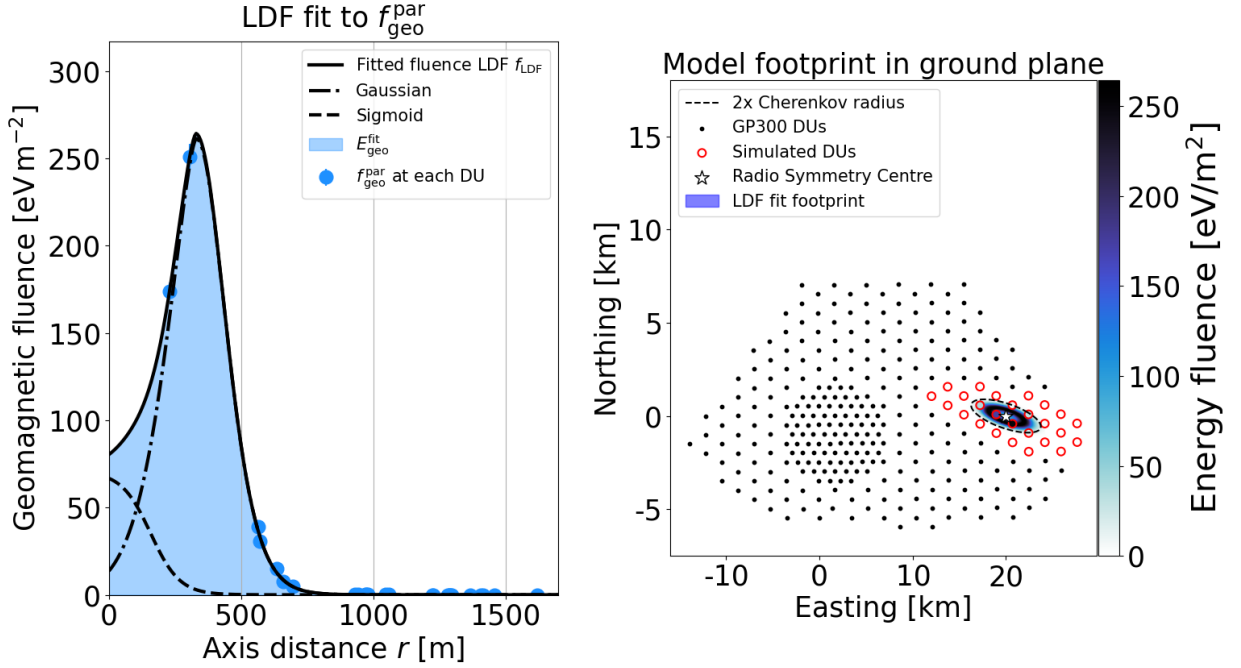 LDF fit to f_geo^par
Fitted fluence LDF f_LDF
Gaussian
Sigmoid
E_geo^fit
f_geo^par at each DU
Geomagnetic fluence [eV m⁻²]
300
250
200
150
100
50
0
0 500 1000 1500
Axis distance r [m]
Model footprint in ground plane
2x Cherenkov radius
GP300 DUs
Simulated DUs
Radio Symmetry Centre
LDF fit footprint
Northing [km]
15
10
5
0
-5
-10 0 10 20
Easting [km]
250
200
150
100
50
0
Energy fluence [eV/m²]